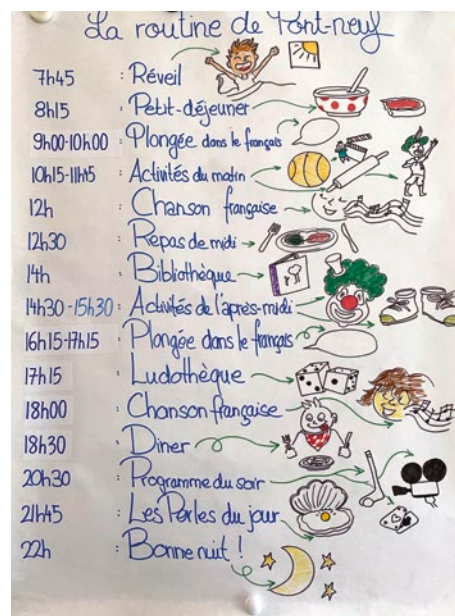 La routine de Pont-neuf
7h45 : Réveil
8h15 : Petit-déjeuner
9h00-10h00 : Plongée dans le français
10h15-11h15 : Activités du matin
12h : Chanson française
12h30 : Repas de midi
14h : Bibliothèque
14h30-15h30 : Activités de l'après-midi
16h15-17h15 : Plongée dans le français
17h15 : Ludothèque
18h00 : Chanson française
18h30 : Diner
20h30 : Programme du soir
21h45 : Les Perles du jour
22h : Bonne nuit !